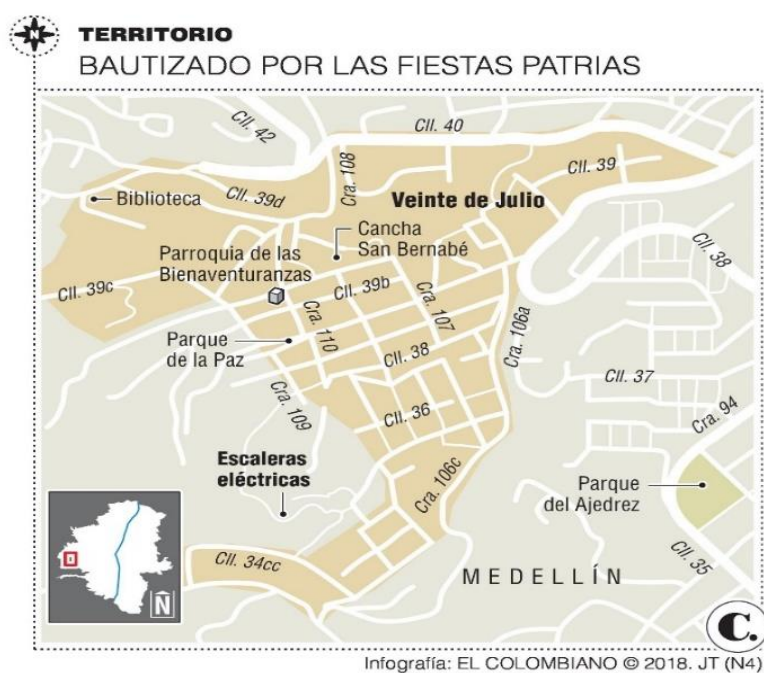 N
TERRITORIO
BAUTIZADO POR LAS FIESTAS PATRIAS
Cll. 42
Cll. 40
Cra. 108
Cll. 39
Biblioteca
Cll. 39d
Veinte de Julio
Cancha
San Bernabé
Parroquia de las
Bienaventuranzas
Cll. 38
Cll. 39c
Cll. 39b
Cra. 107
Cra. 106a
Cra. 110
Parque
de la Paz
Cll. 38
Cll. 37
Cra. 109
Cll. 36
Cra. 94
Escaleras
eléctricas
Cra. 106c
Parque
del Ajedrez
Cll. 34cc
Cll. 35
MEDELLÍN
N
C.
Infografía: EL COLOMBIANO © 2018. JT (N4)